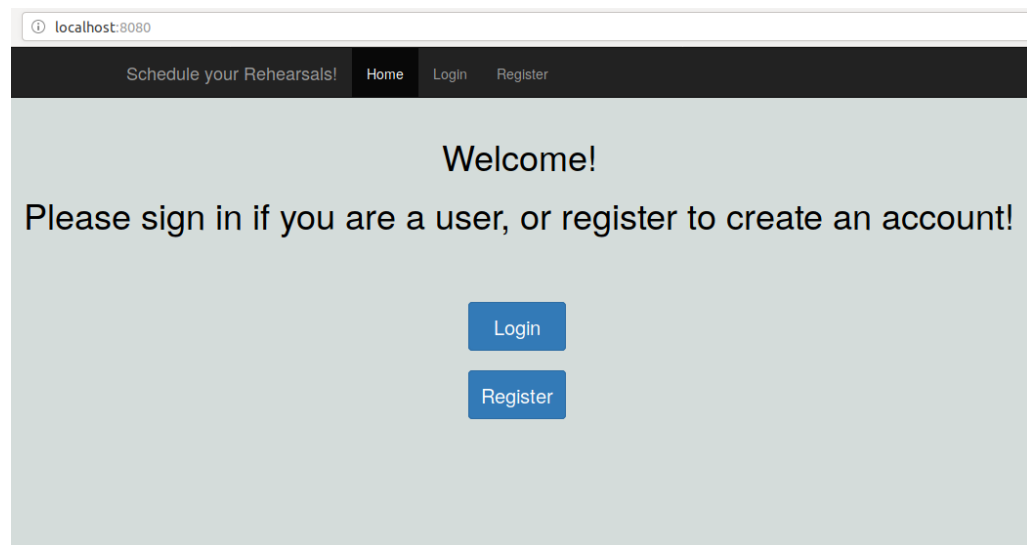 localhost:8080
Schedule your Rehearsals! Home Login Register
Welcome!
Please sign in if you are a user, or register to create an account!
Login
Register